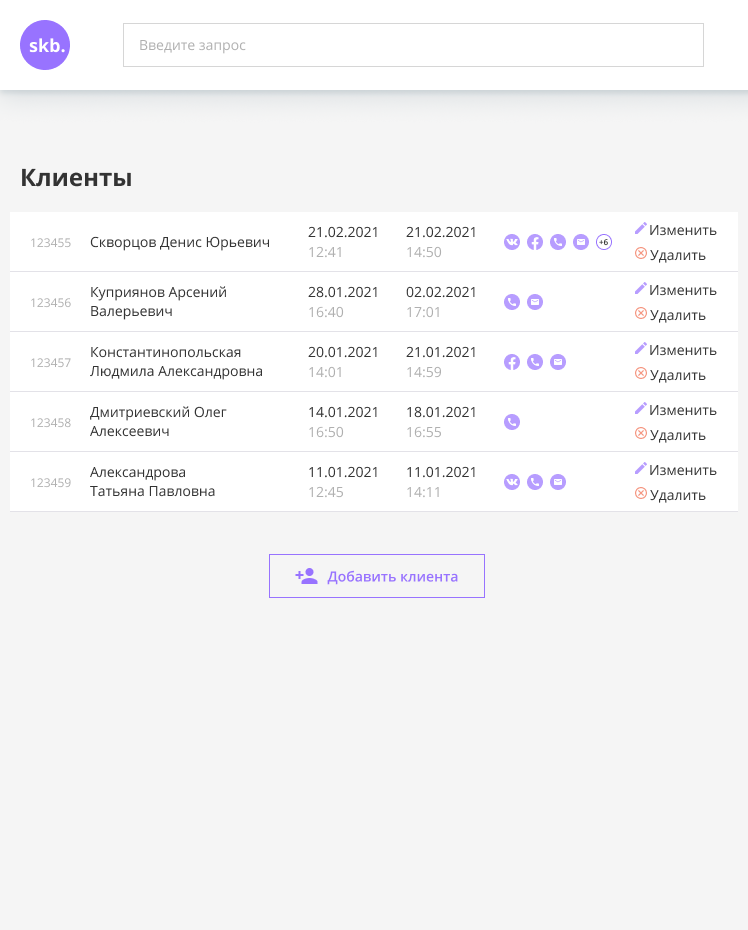 skb.
Введите запрос
Клиенты
123455 Скворцов Денис Юрьевич 21.02.2021 12:41 21.02.2021 14:50 +6 Изменить Удалить
123456 Куприянов Арсений Валерьевич 28.01.2021 16:40 02.02.2021 17:01 Изменить Удалить
123457 Константинопольская Людмила Александровна 20.01.2021 14:01 21.01.2021 14:59 Изменить Удалить
123458 Дмитриевский Олег Алексеевич 14.01.2021 16:50 18.01.2021 16:55 Изменить Удалить
123459 Александрова Татьяна Павловна 11.01.2021 12:45 11.01.2021 14:11 Изменить Удалить
Добавить клиента